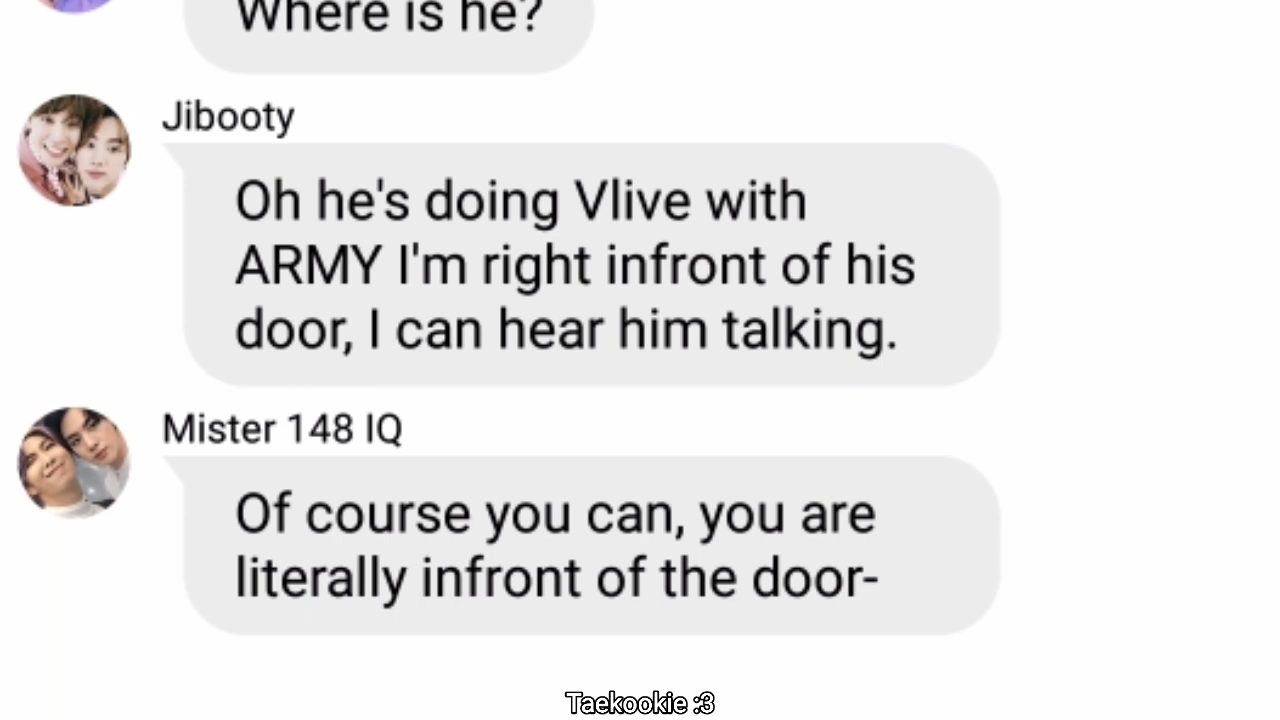 Where is he?
Jibooty
Oh he's doing Vlive with
ARMY I'm right infront of his
door, I can hear him talking.
Mister 148 IQ
Of course you can, you are
literally infront of the door-
Taekookie :3